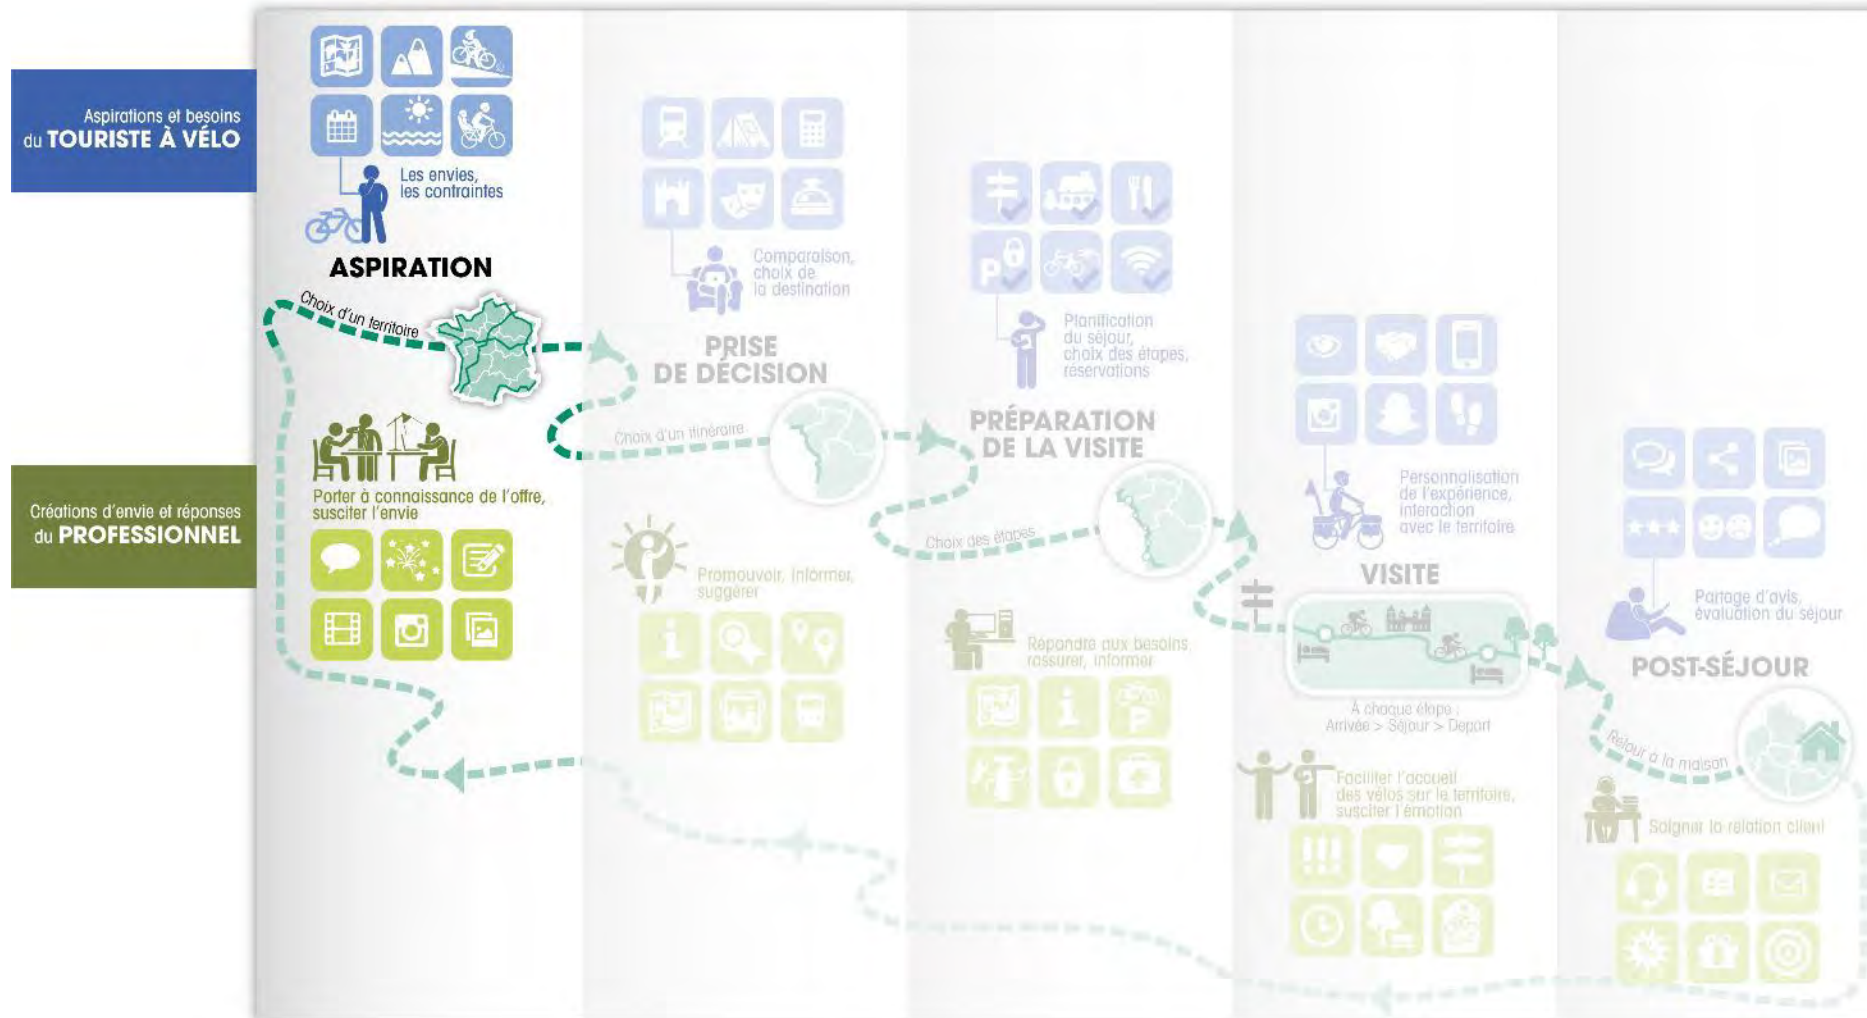 Aspirations et besoins
du TOURISTE À VÉLO
Les envies,
les contraintes
ASPIRATION
Choix d'un territoire
Porter à connaissance de l'offre,
susciter l'envie
Créations d'envie et réponses
du PROFESSIONNEL
Comparaison,
choix de
la destination
PRISE
DE DÉCISION
Choix d'un itinéraire
Promouvoir, informer,
suggérer
i
Planification
du séjour,
choix des étapes,
réservations
P
PRÉPARATION
DE LA VISITE
Choix des étapes
Répondre aux besoins,
rassurer, informer
i
P
Personnalisation
de l'expérience,
interaction
avec le territoire
VISITE
À chaque étape :
Arrivée > Séjour > Départ
Faciliter l'accueil
des vélos sur le territoire,
susciter l'émotion
!!!
Partage d'avis,
évaluation du séjour
POST-SÉJOUR
Retour à la maison
Soigner la relation client